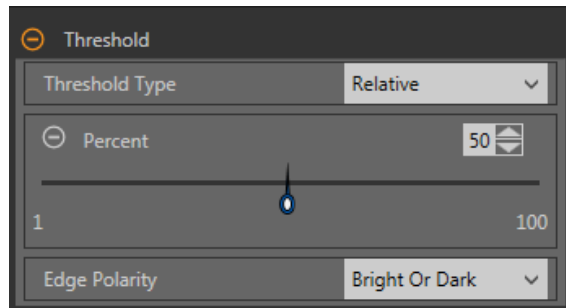 Threshold
Threshold Type Relative
Percent 50
1 100
Edge Polarity Bright Or Dark